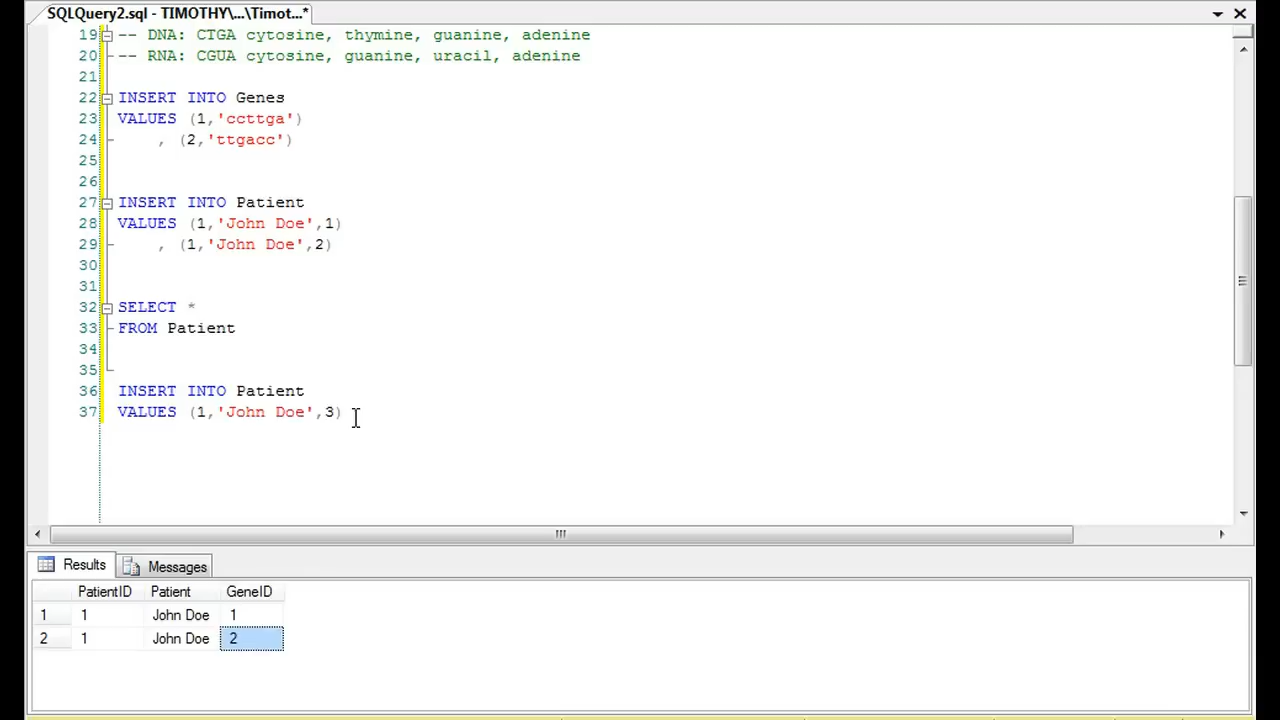 SQLQuery2.sql - TIMOTHY\...\Timot...*
19 -- DNA: CTGA cytosine, thymine, guanine, adenine
20 -- RNA: CGUA cytosine, guanine, uracil, adenine
21
22 INSERT INTO Genes
23 VALUES (1,'ccttga')
24 , (2,'ttgacc')
25
26
27 INSERT INTO Patient
28 VALUES (1,'John Doe',1)
29 , (1,'John Doe',2)
30
31
32 SELECT *
33 FROM Patient
34
35
36 INSERT INTO Patient
37 VALUES (1,'John Doe',3)
Results Messages
PatientID Patient GeneID
1 1 John Doe 1
2 1 John Doe 2